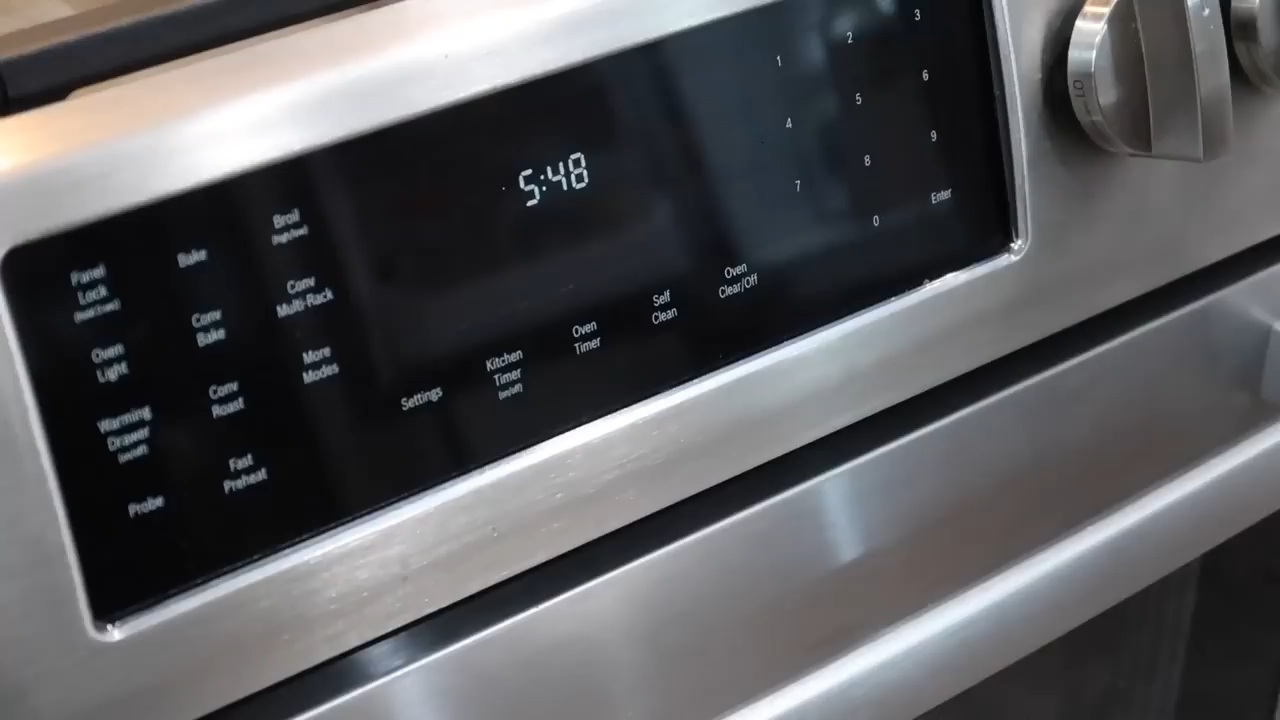 5:48
Panel
Lock
Bake
Broil
(high/low)
Oven
Light
Conv
Bake
Conv
Multi-Rack
Warming
Drawer
(on/off)
Conv
Roast
More
Modes
Probe
Fast
Preheat
Settings
Kitchen
Timer
(on/off)
Oven
Timer
Self
Clean
Oven
Clear/Off
1 2 3
4 5 6
7 8 9
0 Enter
LO